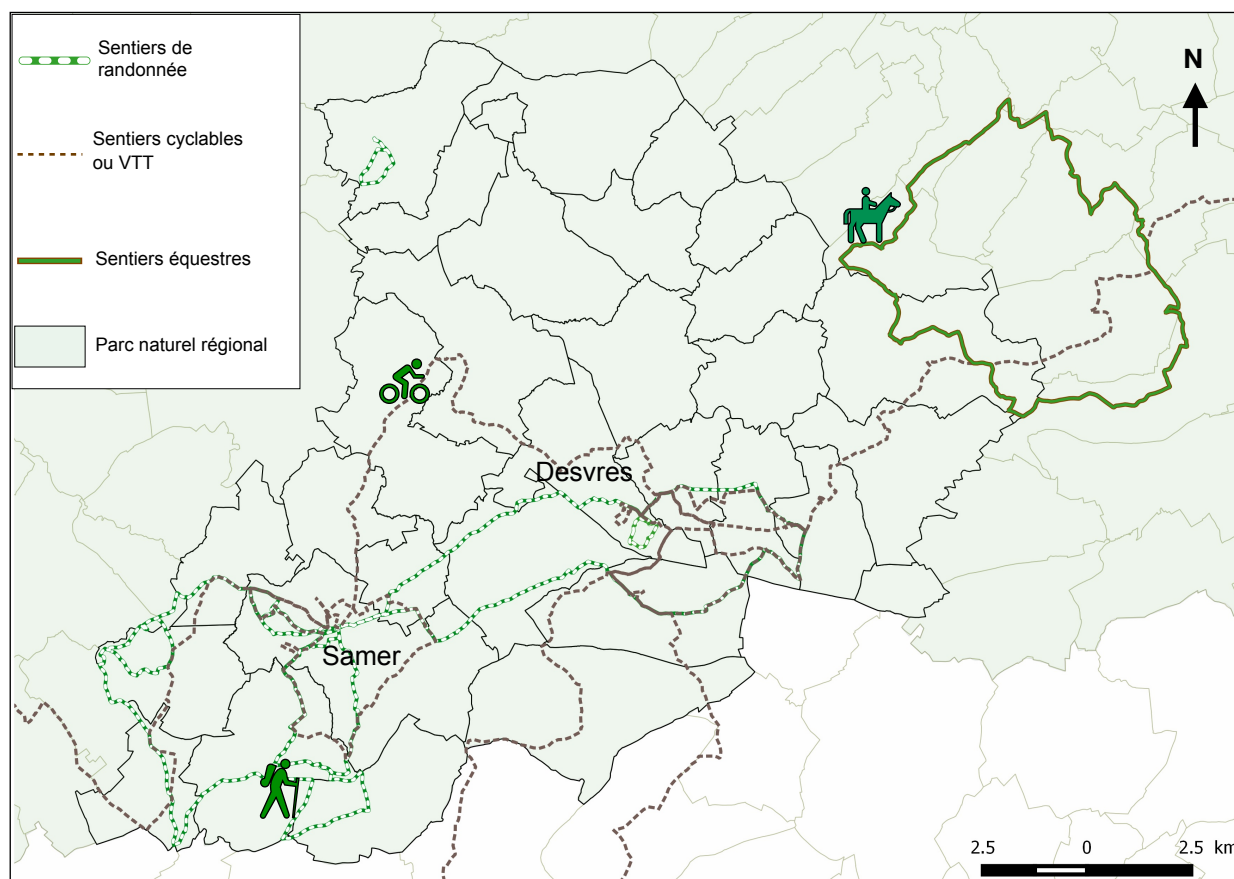 Sentiers de
randonnée
Sentiers cyclables
ou VTT
Sentiers équestres
Parc naturel régional
N
Desvres
Samer
2.5 0 2.5 km